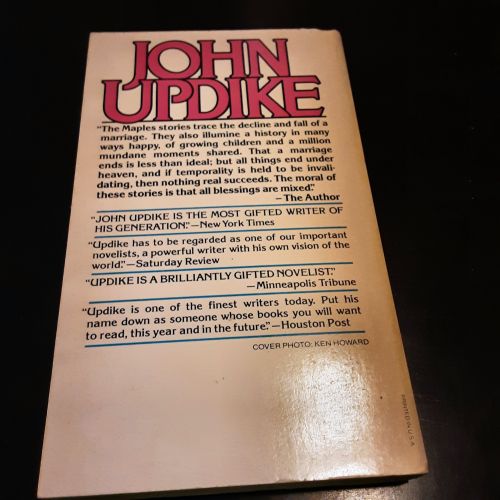 JOHN
UPDIKE
"The Maples stories trace the decline and fall of a
marriage. They also illumine a history in many
ways happy, of growing children and a million
mundane moments shared. That a marriage
ends is less than ideal; but all things end under
heaven, and if temporality is held to be invali-
dating, then nothing real succeeds. The moral of
these stories is that all blessings are mixed."
– The Author
"JOHN UPDIKE IS THE MOST GIFTED WRITER OF
HIS GENERATION."—New York Times
"Updike has to be regarded as one of our important
novelists, a powerful writer with his own vision of the
world."—Saturday Review
"UPDIKE IS A BRILLIANTLY GIFTED NOVELIST."
—Minneapolis Tribune
"Updike is one of the finest writers today. Put his
name down as someone whose books you will want
to read, this year and in the future."—Houston Post
COVER PHOTO: KEN HOWARD
PRINTED IN U.S.A.